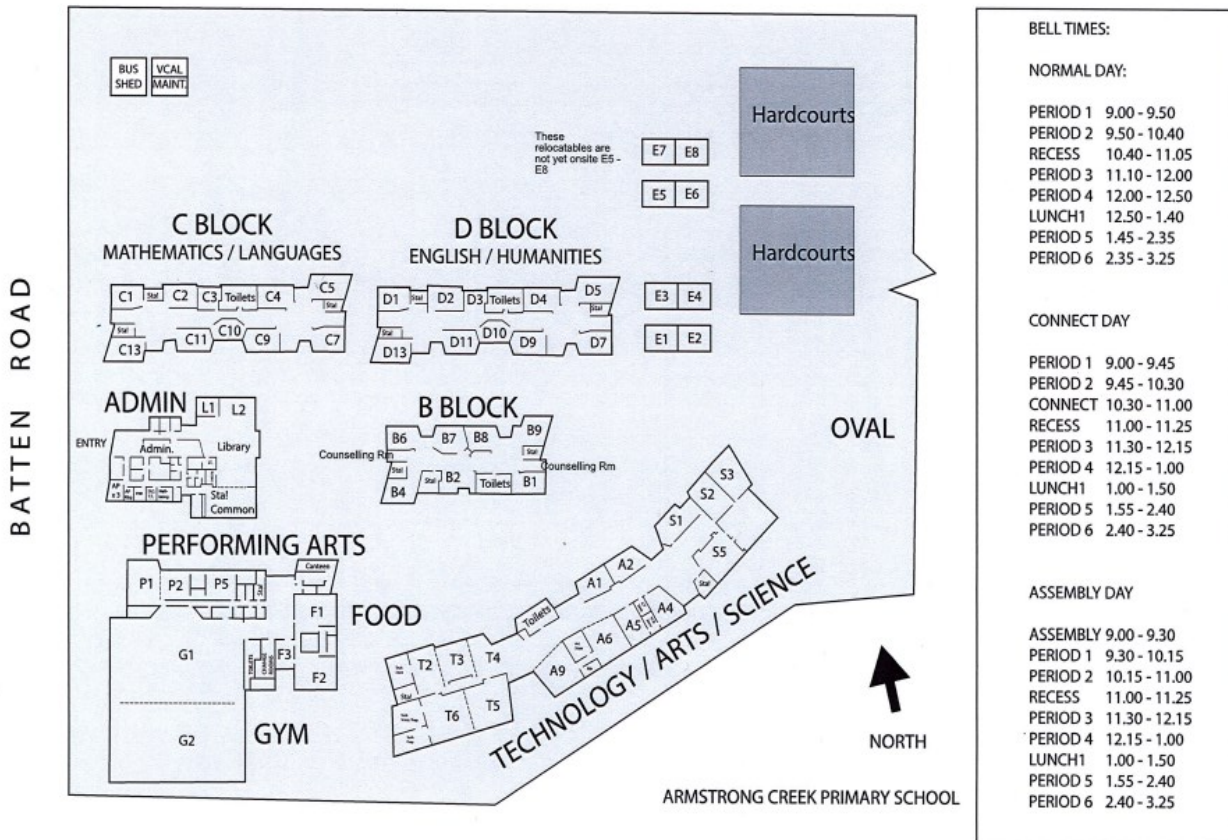 BUS
SHED
VCAL
MAINT.
Hardcourts
These
relocatables are
not yet onsite E5 -
E8
E7 E8
E5 E6
Hardcourts
C BLOCK
MATHEMATICS / LANGUAGES
D BLOCK
ENGLISH / HUMANITIES
C1 Staf C2 C3 Toilets C4 C5
Staf
Staf
C13 C11 C10 C9 C7
D1 Staf D2 D3 Toilets D4 D5
Staf
Staf
D13 D11 D10 D9 D7
E3 E4
E1 E2
BATTEN ROAD
ADMIN
L1 L2
ENTRY
Admin.
Library
AP
x 3
Staf
Common
B BLOCK
B6 B7 B8 B9
Counselling Rm
Staf
Staf
Counselling Rm
B4 Staf B2 Toilets B1
OVAL
PERFORMING ARTS
P1 P2 P5 Staf
Canteen
FOOD
F1
F3
F2
TOILETS
CHANGE
ROOMS
G1
G2
GYM
S3
S2
S1
S5
Staf
A2
A1
Toilets
A4
A5
A6
A9
T2 T3 T4
Staf
T6 T5
TECHNOLOGY / ARTS / SCIENCE
NORTH
ARMSTRONG CREEK PRIMARY SCHOOL
BELL TIMES:
NORMAL DAY:
PERIOD 1 9.00 - 9.50
PERIOD 2 9.50 - 10.40
RECESS 10.40 - 11.05
PERIOD 3 11.10 - 12.00
PERIOD 4 12.00 - 12.50
LUNCH1 12.50 - 1.40
PERIOD 5 1.45 - 2.35
PERIOD 6 2.35 - 3.25
CONNECT DAY
PERIOD 1 9.00 - 9.45
PERIOD 2 9.45 - 10.30
CONNECT 10.30 - 11.00
RECESS 11.00 - 11.25
PERIOD 3 11.30 - 12.15
PERIOD 4 12.15 - 1.00
LUNCH1 1.00 - 1.50
PERIOD 5 1.55 - 2.40
PERIOD 6 2.40 - 3.25
ASSEMBLY DAY
ASSEMBLY 9.00 - 9.30
PERIOD 1 9.30 - 10.15
PERIOD 2 10.15 - 11.00
RECESS 11.00 - 11.25
PERIOD 3 11.30 - 12.15
PERIOD 4 12.15 - 1.00
LUNCH1 1.00 - 1.50
PERIOD 5 1.55 - 2.40
PERIOD 6 2.40 - 3.25